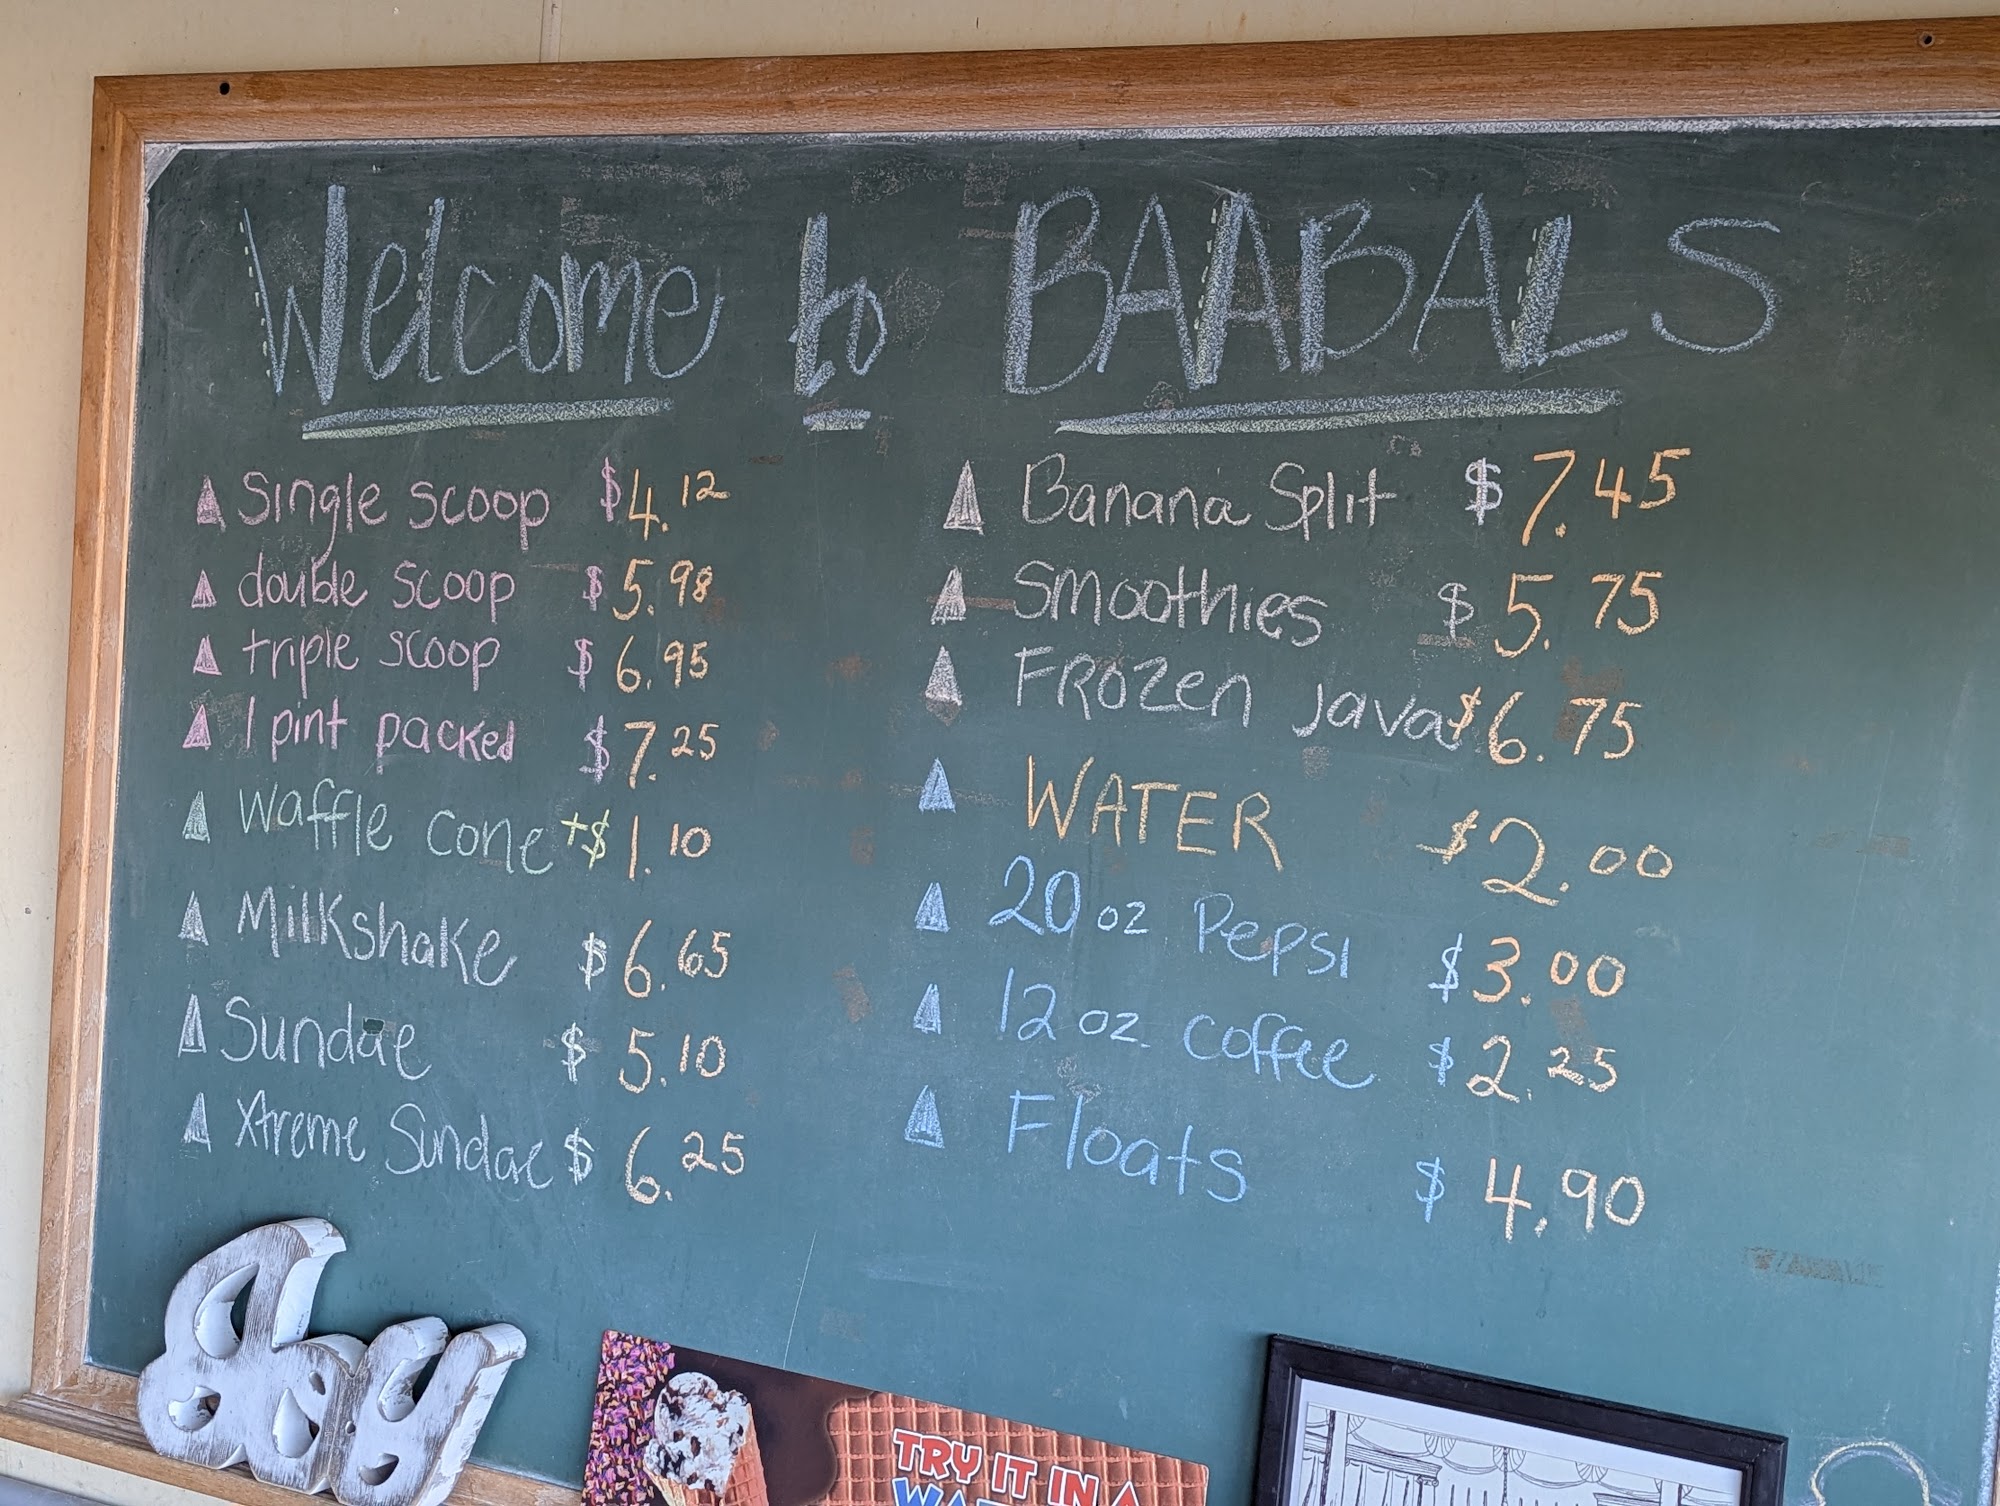 Welcome to BAABALS
Single scoop $4.12
double scoop $5.98
triple scoop $6.95
1 pint packed $7.25
Waffle cone +$1.10
Milkshake $6.65
Sundae $5.10
Xtreme Sundae $6.25
Banana Split $7.45
Smoothies $5.75
FROZen java $6.75
WATER $2.00
20 oz Pepsi $3.00
12 oz coffee $2.25
Floats $4.90
joy
TRY IT IN A